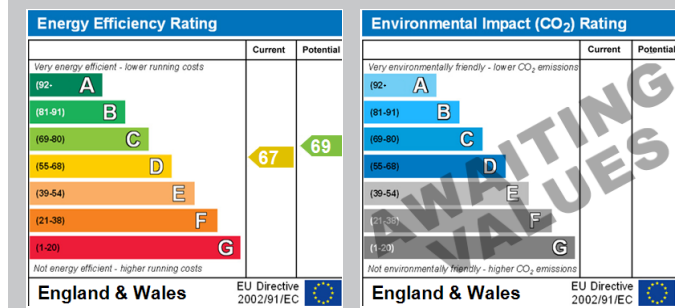 Energy Efficiency Rating
Current Potential
Very energy efficient - lower running costs
(92- A
(81-91) B
(69-80) C
(55-68) D
(39-54) E
(21-38) F
(1-20) G
67
69
Not energy efficient - higher running costs
England & Wales
EU Directive
2002/91/EC
Environmental Impact (CO2) Rating
Current Potential
Very environmentally friendly - lower CO2 emissions
(92- A
(81-91) B
(69-80) C
(55-68) D
(39-54) E
(21-38) F
(1-20) G
AWAITING
VALUES
Not environmentally friendly - higher CO2 emissions
England & Wales
EU Directive
2002/91/EC